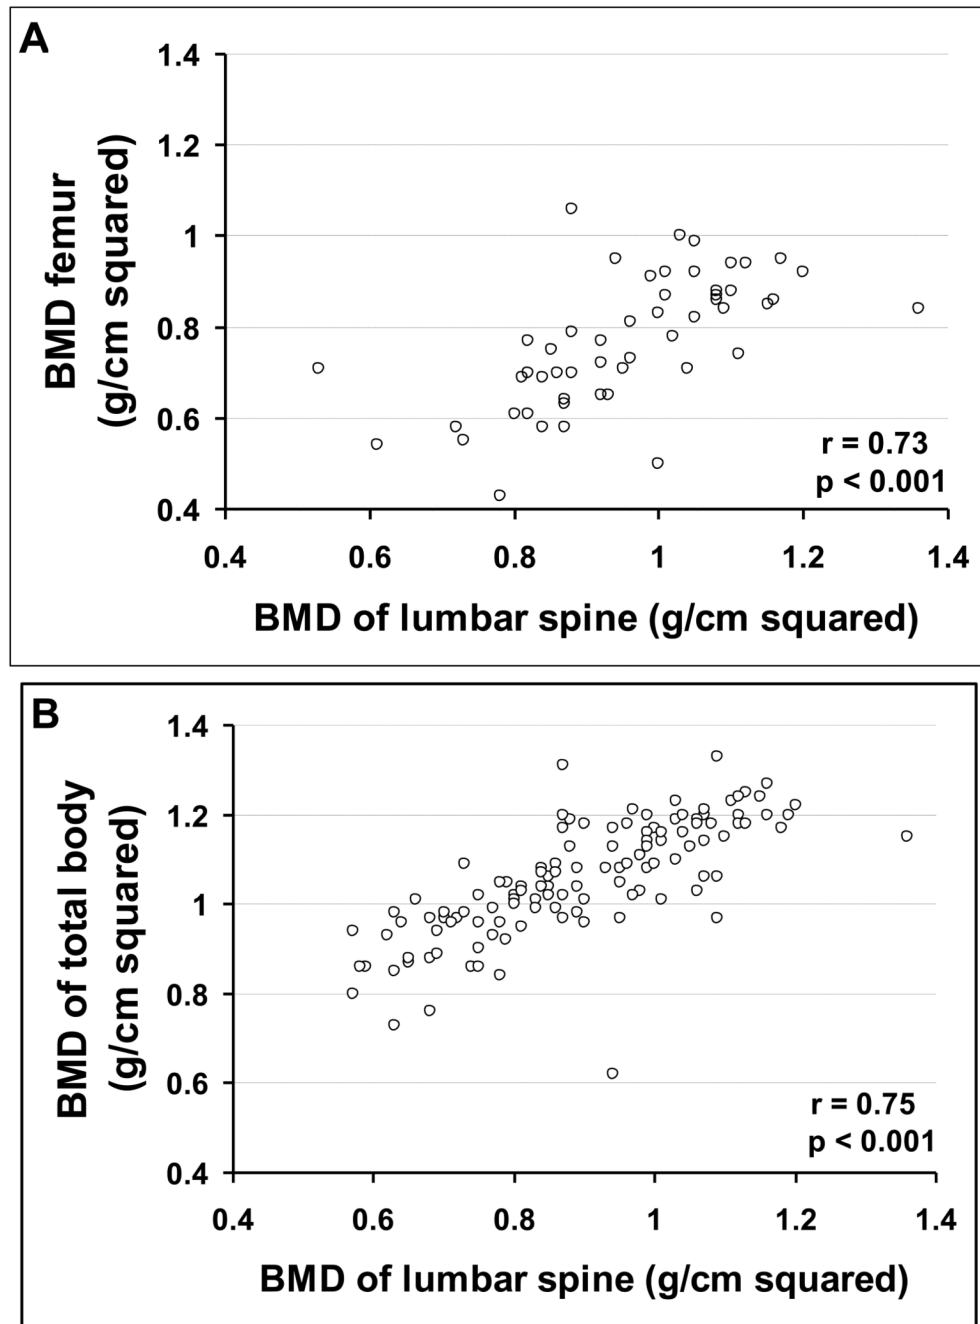 A
1.4
1.2
1
0.8
0.6
0.4
BMD femur
(g/cm squared)
r = 0.73
p < 0.001
0.4 0.6 0.8 1 1.2 1.4
BMD of lumbar spine (g/cm squared)
B
1.4
1.2
1
0.8
0.6
0.4
BMD of total body
(g/cm squared)
r = 0.75
p < 0.001
0.4 0.6 0.8 1 1.2 1.4
BMD of lumbar spine (g/cm squared)